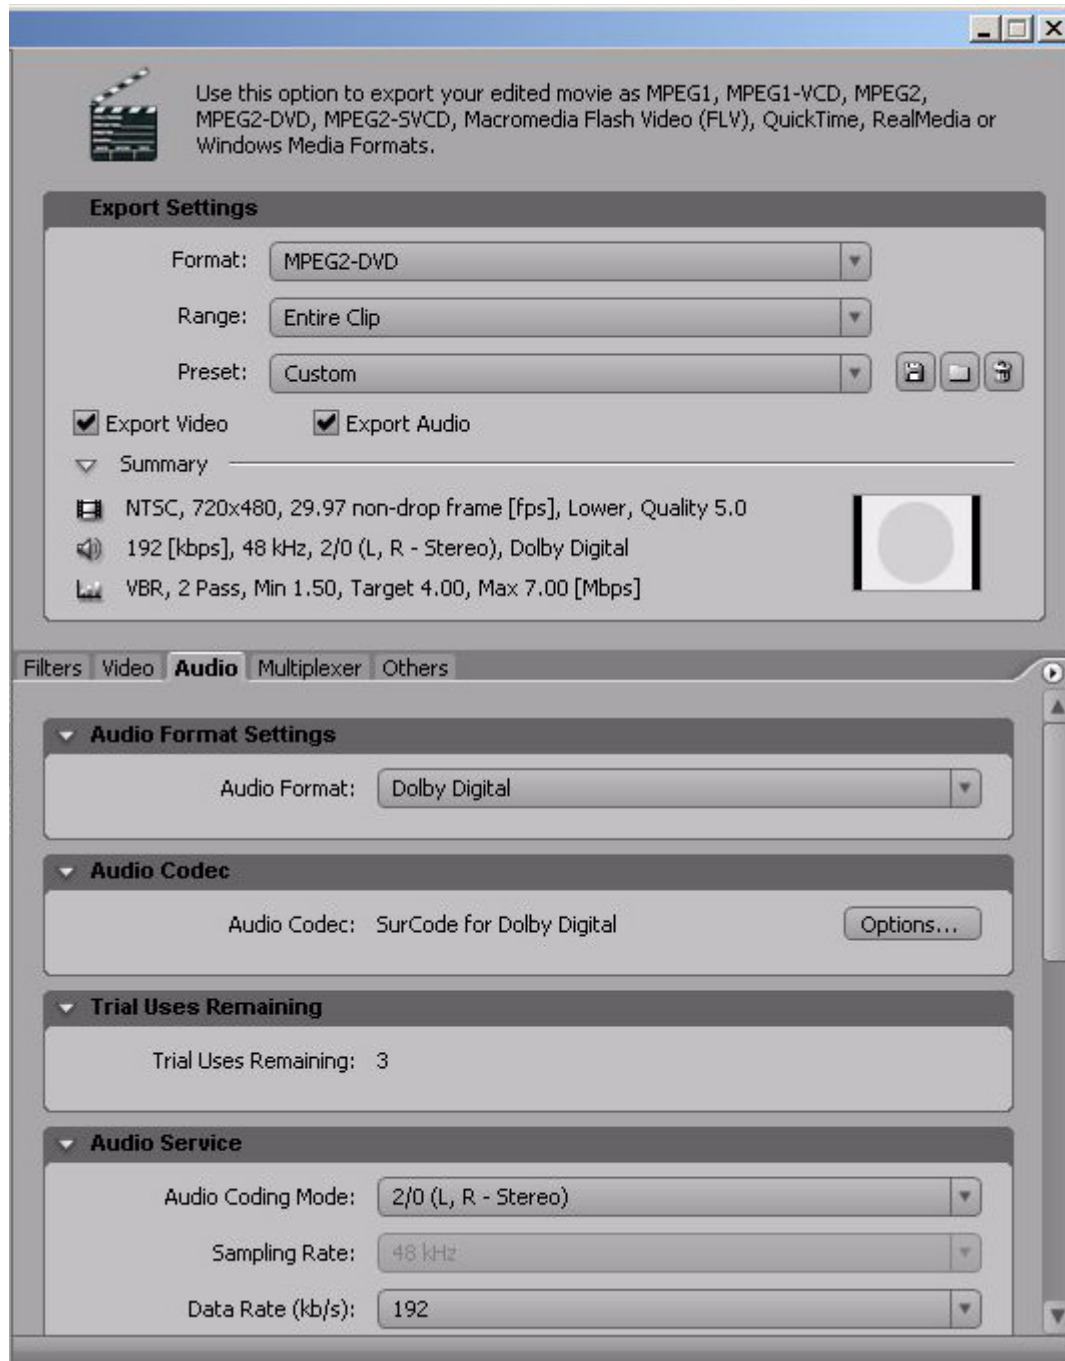 Use this option to export your edited movie as MPEG1, MPEG1-VCD, MPEG2,
MPEG2-DVD, MPEG2-SVCD, Macromedia Flash Video (FLV), QuickTime, RealMedia or
Windows Media Formats.
Export Settings
Format: MPEG2-DVD
Range: Entire Clip
Preset: Custom
Export Video Export Audio
Summary
NTSC, 720x480, 29.97 non-drop frame [fps], Lower, Quality 5.0
192 [kbps], 48 kHz, 2/0 (L, R - Stereo), Dolby Digital
VBR, 2 Pass, Min 1.50, Target 4.00, Max 7.00 [Mbps]
Filters Video Audio Multiplexer Others
Audio Format Settings
Audio Format: Dolby Digital
Audio Codec
Audio Codec: SurCode for Dolby Digital Options...
Trial Uses Remaining
Trial Uses Remaining: 3
Audio Service
Audio Coding Mode: 2/0 (L, R - Stereo)
Sampling Rate: 48 kHz
Data Rate (kb/s): 192